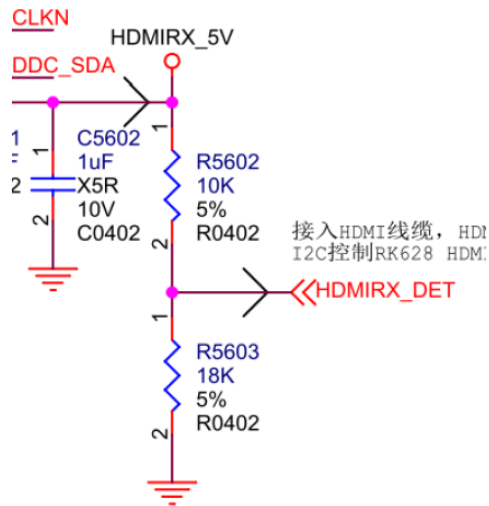 CLKN
HDMIRX_5V
DDC_SDA
1
1
C5602
1uF
X5R
10V
C0402
2
2
1
R5602
10K
5%
R0402
2
接入HDMI线缆，HDM
I2C控制RK628 HDMI
HDMIRX_DET
1
R5603
18K
5%
R0402
2